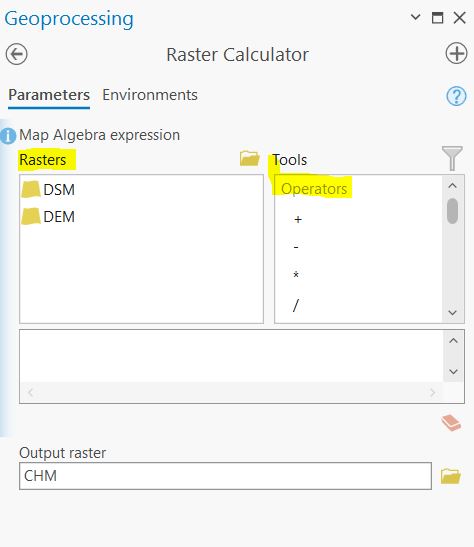 Geoprocessing
Raster Calculator
Parameters Environments
Map Algebra expression
Rasters Tools
DSM
DEM
Operators
+
-
*
/
Output raster
CHM